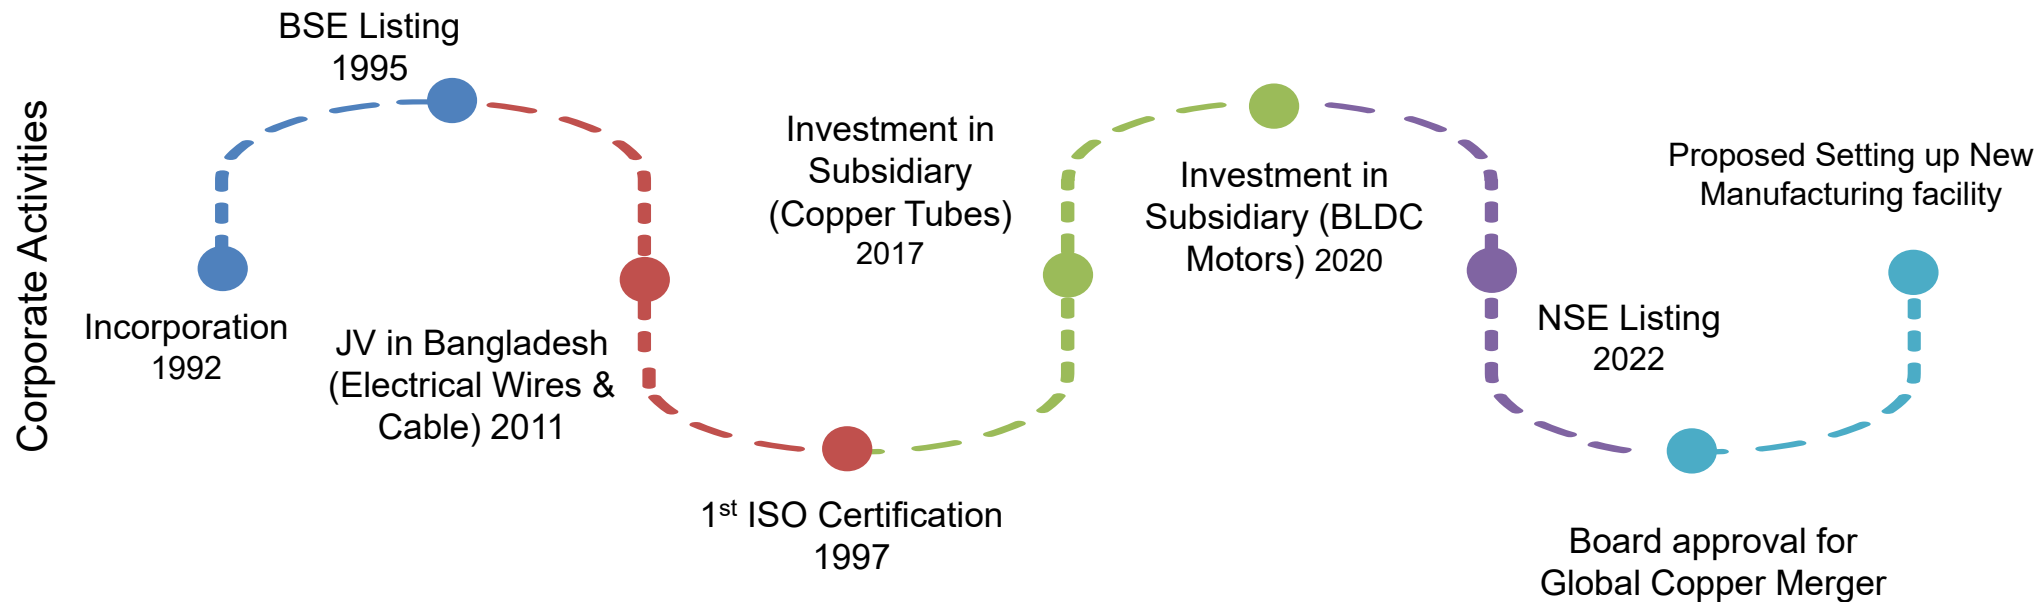 Corporate Activities
BSE Listing
1995
Incorporation
1992
JV in Bangladesh
(Electrical Wires &
Cable) 2011
1st ISO Certification
1997
Investment in
Subsidiary
(Copper Tubes)
2017
Investment in
Subsidiary (BLDC
Motors) 2020
NSE Listing
2022
Board approval for
Global Copper Merger
Proposed Setting up New
Manufacturing facility